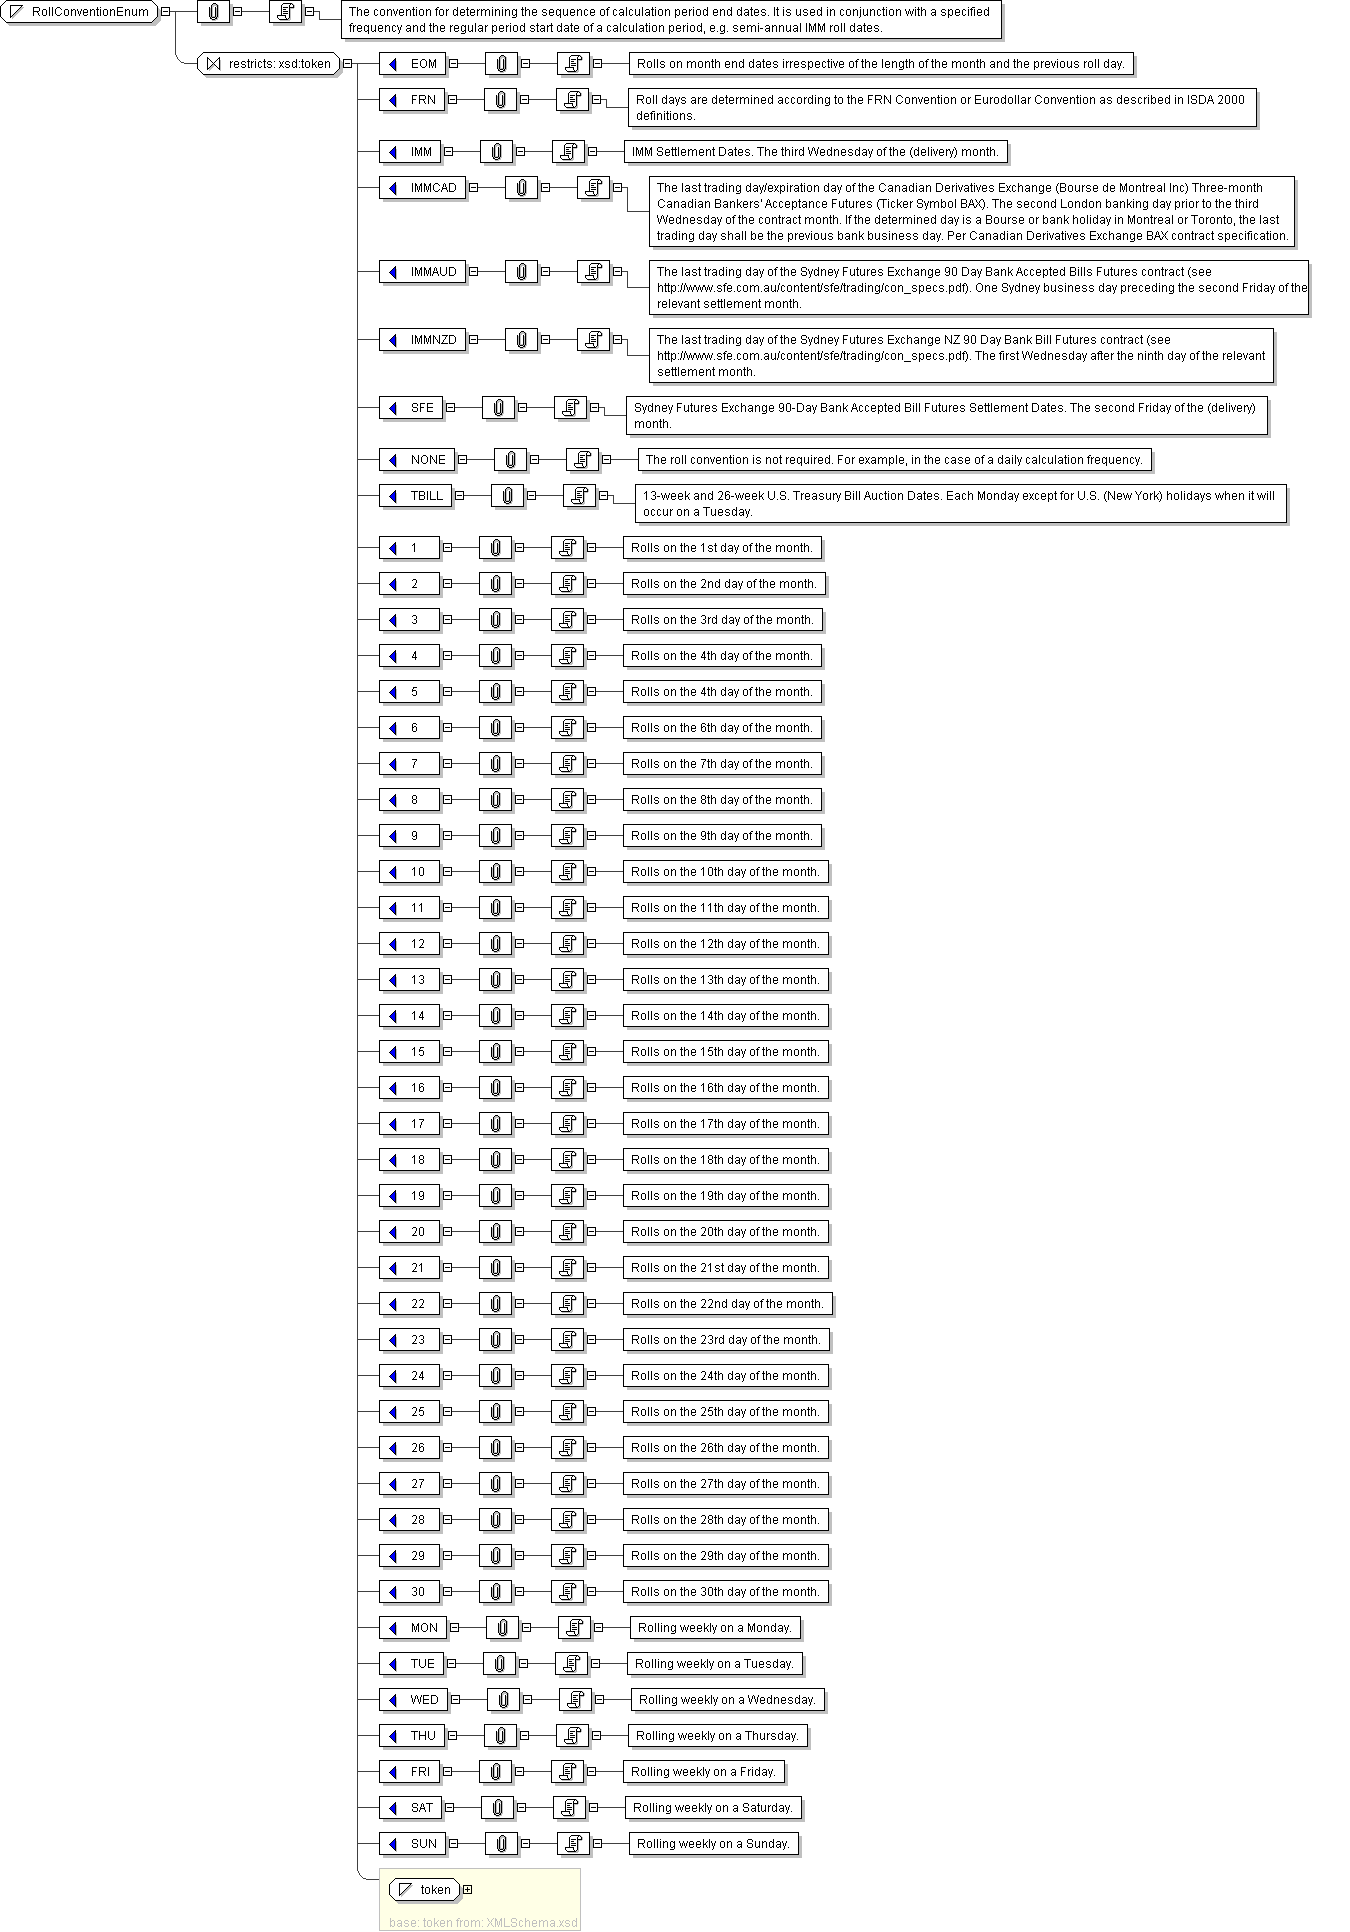 RollConventionEnum
The convention for determining the sequence of calculation period end dates. It is used in conjunction with a specified
frequency and the regular period start date of a calculation period, e.g. semi-annual IMM roll dates.
restricts: xsd:token
EOM
Rolls on month end dates irrespective of the length of the month and the previous roll day.
FRN
Roll days are determined according to the FRN Convention or Eurodollar Convention as described in ISDA 2000
definitions.
IMM
IMM Settlement Dates. The third Wednesday of the (delivery) month.
IMMCAD
The last trading day/expiration day of the Canadian Derivatives Exchange (Bourse de Montreal Inc) Three-month
Canadian Bankers' Acceptance Futures (Ticker Symbol BAX). The second London banking day prior to the third
Wednesday of the contract month. If the determined day is a Bourse or bank holiday in Montreal or Toronto, the last
trading day shall be the previous bank business day. Per Canadian Derivatives Exchange BAX contract specification.
IMMAUD
The last trading day of the Sydney Futures Exchange 90 Day Bank Accepted Bills Futures contract (see
http://www.sfe.com.au/content/sfe/trading/con_specs.pdf). One Sydney business day preceding the second Friday of the
relevant settlement month.
IMMNZD
The last trading day of the Sydney Futures Exchange NZ 90 Day Bank Bill Futures contract (see
http://www.sfe.com.au/content/sfe/trading/con_specs.pdf). The first Wednesday after the ninth day of the relevant
settlement month.
SFE
Sydney Futures Exchange 90-Day Bank Accepted Bill Futures Settlement Dates. The second Friday of the (delivery)
month.
NONE
The roll convention is not required. For example, in the case of a daily calculation frequency.
TBILL
13-week and 26-week U.S. Treasury Bill Auction Dates. Each Monday except for U.S. (New York) holidays when it will
occur on a Tuesday.
1
Rolls on the 1st day of the month.
2
Rolls on the 2nd day of the month.
3
Rolls on the 3rd day of the month.
4
Rolls on the 4th day of the month.
5
Rolls on the 4th day of the month.
6
Rolls on the 6th day of the month.
7
Rolls on the 7th day of the month.
8
Rolls on the 8th day of the month.
9
Rolls on the 9th day of the month.
10
Rolls on the 10th day of the month.
11
Rolls on the 11th day of the month.
12
Rolls on the 12th day of the month.
13
Rolls on the 13th day of the month.
14
Rolls on the 14th day of the month.
15
Rolls on the 15th day of the month.
16
Rolls on the 16th day of the month.
17
Rolls on the 17th day of the month.
18
Rolls on the 18th day of the month.
19
Rolls on the 19th day of the month.
20
Rolls on the 20th day of the month.
21
Rolls on the 21st day of the month.
22
Rolls on the 22nd day of the month.
23
Rolls on the 23rd day of the month.
24
Rolls on the 24th day of the month.
25
Rolls on the 25th day of the month.
26
Rolls on the 26th day of the month.
27
Rolls on the 27th day of the month.
28
Rolls on the 28th day of the month.
29
Rolls on the 29th day of the month.
30
Rolls on the 30th day of the month.
MON
Rolling weekly on a Monday.
TUE
Rolling weekly on a Tuesday.
WED
Rolling weekly on a Wednesday.
THU
Rolling weekly on a Thursday.
FRI
Rolling weekly on a Friday.
SAT
Rolling weekly on a Saturday.
SUN
Rolling weekly on a Sunday.
token
base: token from: XMLSchema.xsd